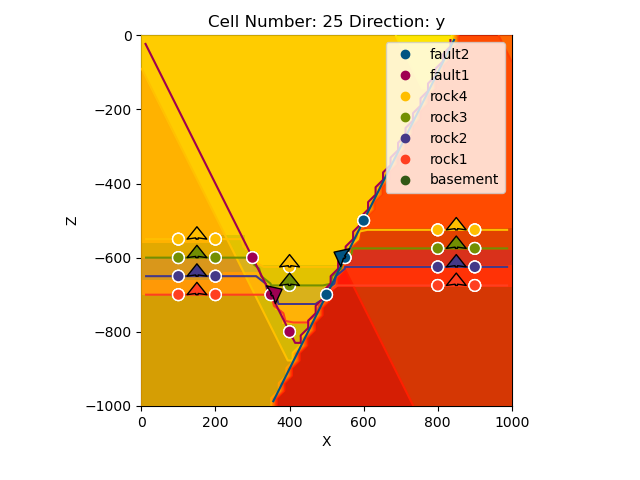 Cell Number: 25 Direction: y
0
−200
−400
−600
−800
−1000
Z
fault2
fault1
rock4
rock3
rock2
rock1
basement
0
200
400
600
800
1000
X